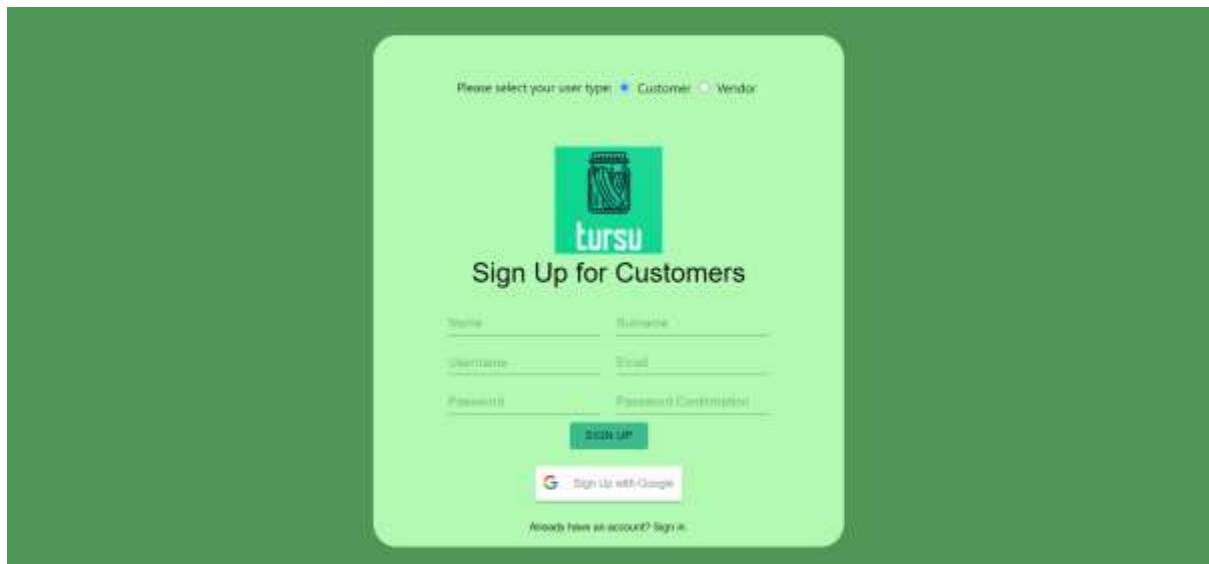 Please select your user type: Customer Vendor
tursu
Sign Up for Customers
Name Surname
Username Email
Password Password Confirmation
SIGN UP
Sign Up with Google
Already have an account? Sign in.